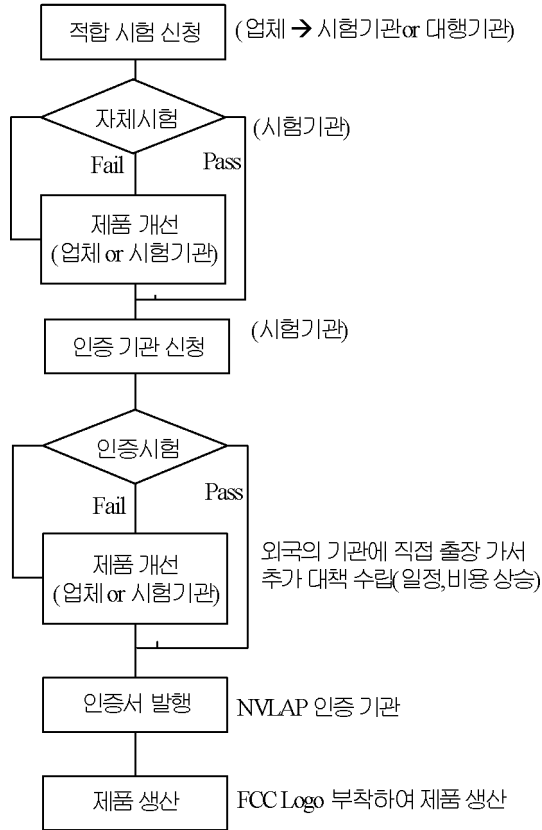 적합 시험 신청 (업체 → 시험기관 or 대행기관)
자체시험
(시험기관)
Fail Pass
제품 개선
(업체 or 시험기관)
인증 기관 신청 (시험기관)
인증시험
Fail Pass
제품 개선
(업체 or 시험기관)
외국의 기관에 직접 출장 가서
추가 대책 수립(일정,비용 상승)
인증서 발행 NVLAP 인증 기관
제품 생산 FCC Logo 부착하여 제품 생산